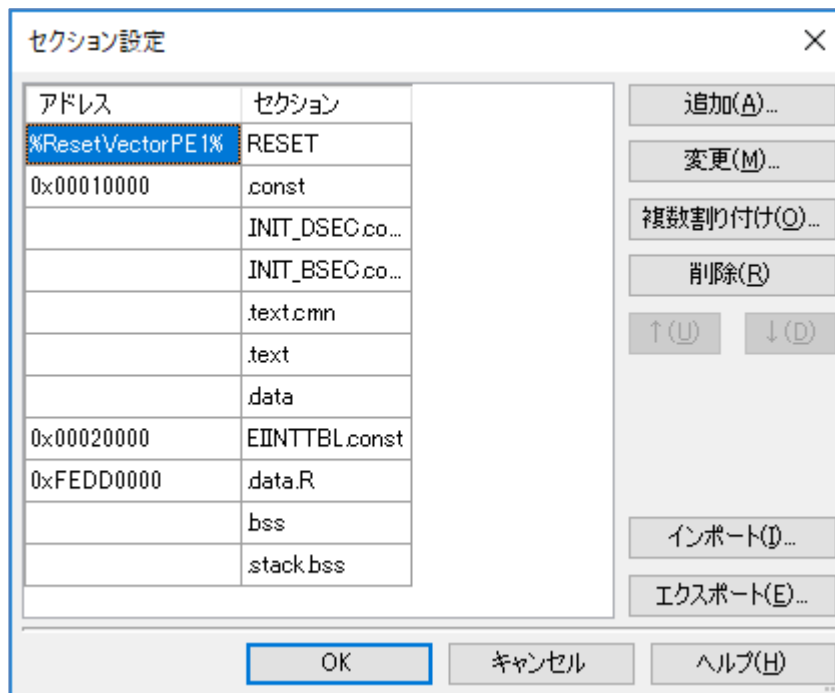 セクション設定
アドレス セクション
%ResetVectorPE1% RESET
0x00010000 .const
INIT_DSEC.co...
INIT_BSEC.co...
.text.cmn
.text
.data
0x00020000 EIINTTBL.const
0xFEDD0000 .data.R
.bss
.stack.bss
追加(A)...
変更(M)...
複数割り付け(O)...
削除(R)
↑(U) ↓(D)
インポート(I)...
エクスポート(E)...
OK キャンセル ヘルプ(H)